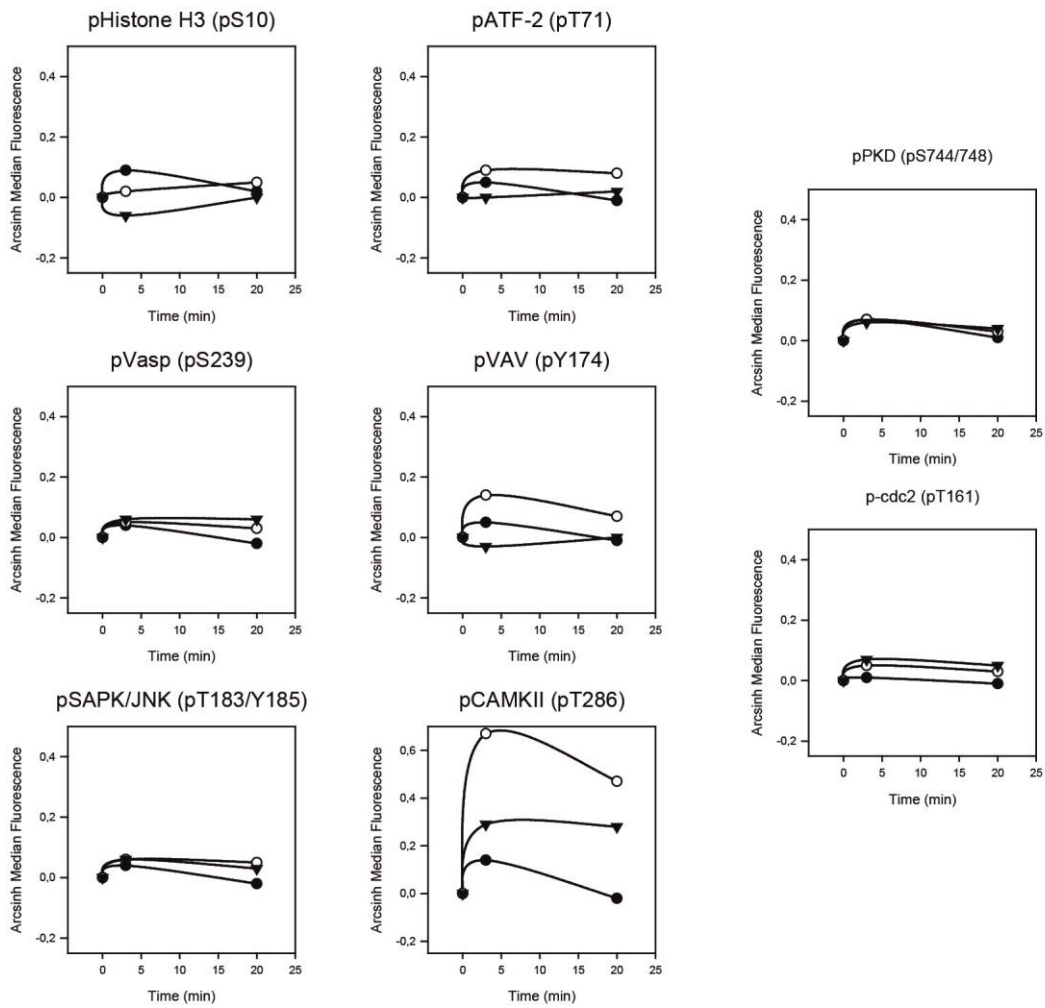 pHistone H3 (pS10)
Arcsinh Median Fluorescence
0,4
0,2
0,0
-0,2
0 5 10 15 20 25
Time (min)
pATF-2 (pT71)
Arcsinh Median Fluorescence
0,4
0,2
0,0
-0,2
0 5 10 15 20 25
Time (min)
pVasp (pS239)
Arcsinh Median Fluorescence
0,4
0,2
0,0
-0,2
0 5 10 15 20 25
Time (min)
pVAV (pY174)
Arcsinh Median Fluorescence
0,4
0,2
0,0
-0,2
0 5 10 15 20 25
Time (min)
pSAPK/JNK (pT183/Y185)
Arcsinh Median Fluorescence
0,4
0,2
0,0
-0,2
0 5 10 15 20 25
Time (min)
pCAMKII (pT286)
Arcsinh Median Fluorescence
0,6
0,4
0,2
0,0
-0,2
0 5 10 15 20 25
Time (min)
pPKD (pS744/748)
Arcsinh Median Fluorescence
0,4
0,2
0,0
-0,2
0 5 10 15 20 25
Time (min)
p-cdc2 (pT161)
Arcsinh Median Fluorescence
0,4
0,2
0,0
-0,2
0 5 10 15 20 25
Time (min)